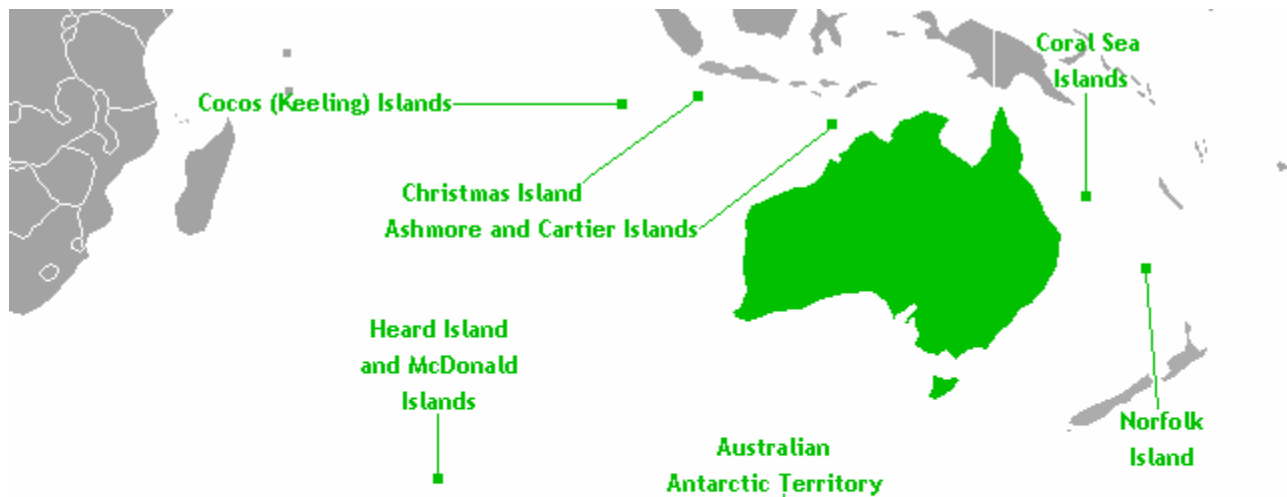 Coral Sea
Islands
Cocos (Keeling) Islands
Christmas Island
Ashmore and Cartier Islands
Heard Island
and McDonald
Islands
Norfolk
Island
Australian
Antarctic Territory